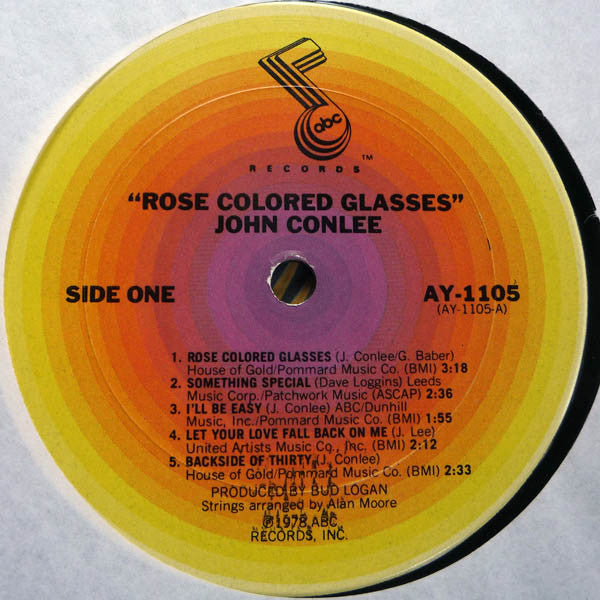 abc
RECORDS ™
"ROSE COLORED GLASSES"
JOHN CONLEE
SIDE ONE
AY-1105
(AY-1105-A)
1. ROSE COLORED GLASSES (J. Conlee/G. Baber)
House of Gold/Pommard Music Co. (BMI) 3:18
2. SOMETHING SPECIAL (Dave Loggins) Leeds
Music Corp./Patchwork Music (ASCAP) 2:36
3. I'LL BE EASY (J. Conlee) ABC/Dunhill
Music, Inc./Pommard Music Co. (BMI) 1:55
4. LET YOUR LOVE FALL BACK ON ME (J. Lee)
United Artists Music Co., Inc. (BMI) 2:12
5. BACKSIDE OF THIRTY (J. Conlee)
House of Gold/Pommard Music Co. (BMI) 2:33
PRODUCED BY BUD LOGAN
Strings arranged by Alan Moore
℗1978 ABC
RECORDS, INC.